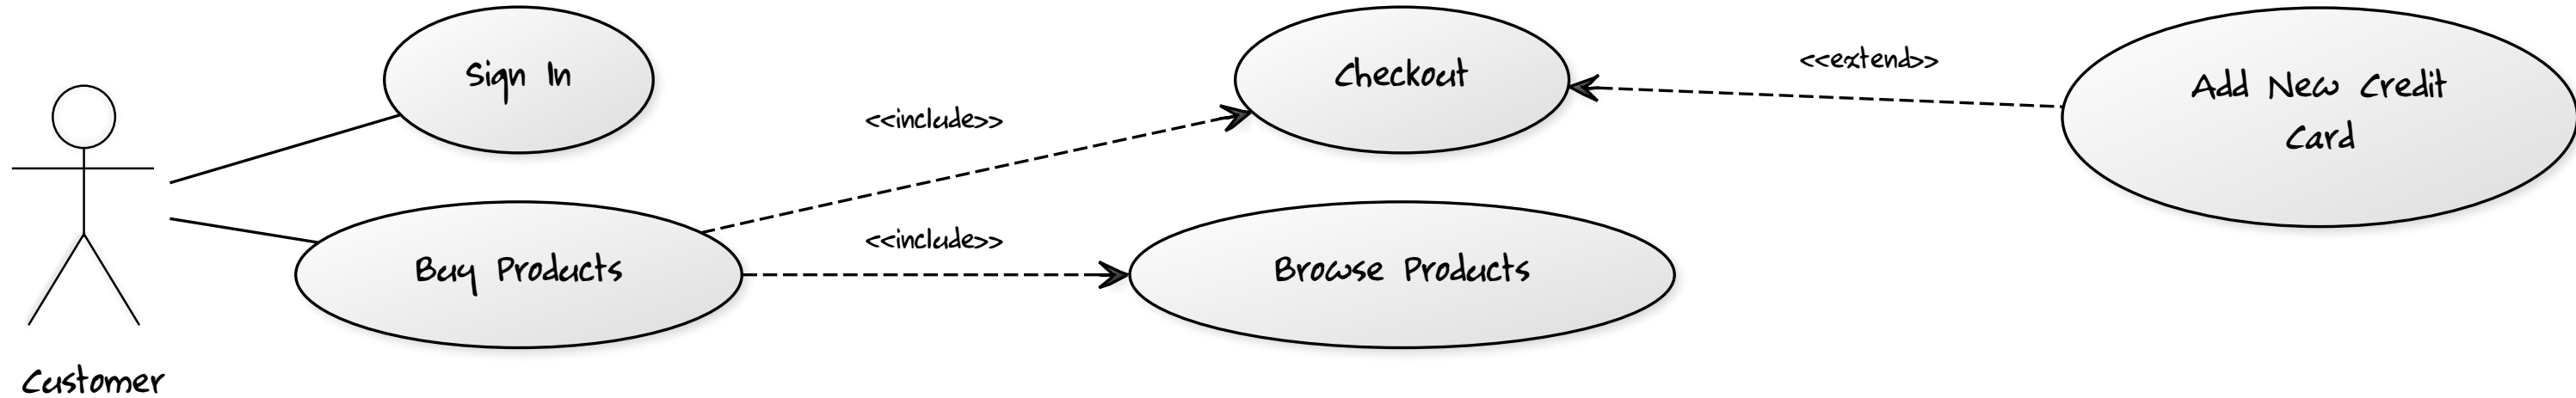 Sign In
Checkout
<<extend>>
Add New Credit
Card
<<include>>
<<include>>
Buy Products
Browse Products
Customer